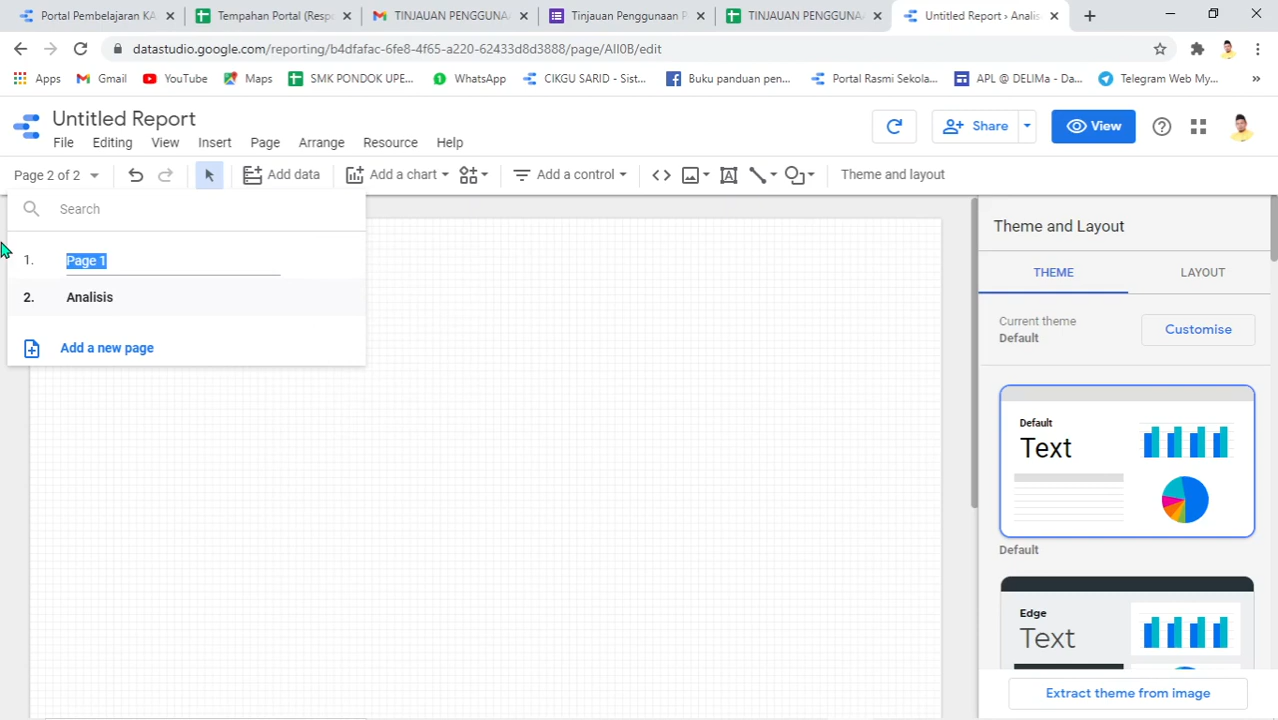 Portal Pembelajaran KA
Tempahan Portal (Respo
TINJAUAN PENGGUNA
Tinjauan Penggunaan P
TINJAUAN PENGGUNA
Untitled Report › Analis
datastudio.google.com/reporting/b4dfafac-6fe8-4f65-a220-62433d8d3888/page/AlI0B/edit
Apps
Gmail
YouTube
Maps
SMK PONDOK UPE...
WhatsApp
CIKGU SARID - Sist...
Buku panduan pen...
Portal Rasmi Sekola...
APL @ DELIMa - Da...
Telegram Web My...
Untitled Report
Share
View
File Editing View Insert Page Arrange Resource Help
Page 2 of 2
Add data
Add a chart
Add a control
Theme and layout
Search
1. Page 1
2. Analisis
Add a new page
Theme and Layout
THEME
LAYOUT
Current theme
Default
Customise
Default
Text
Default
Edge
Text
Extract theme from image